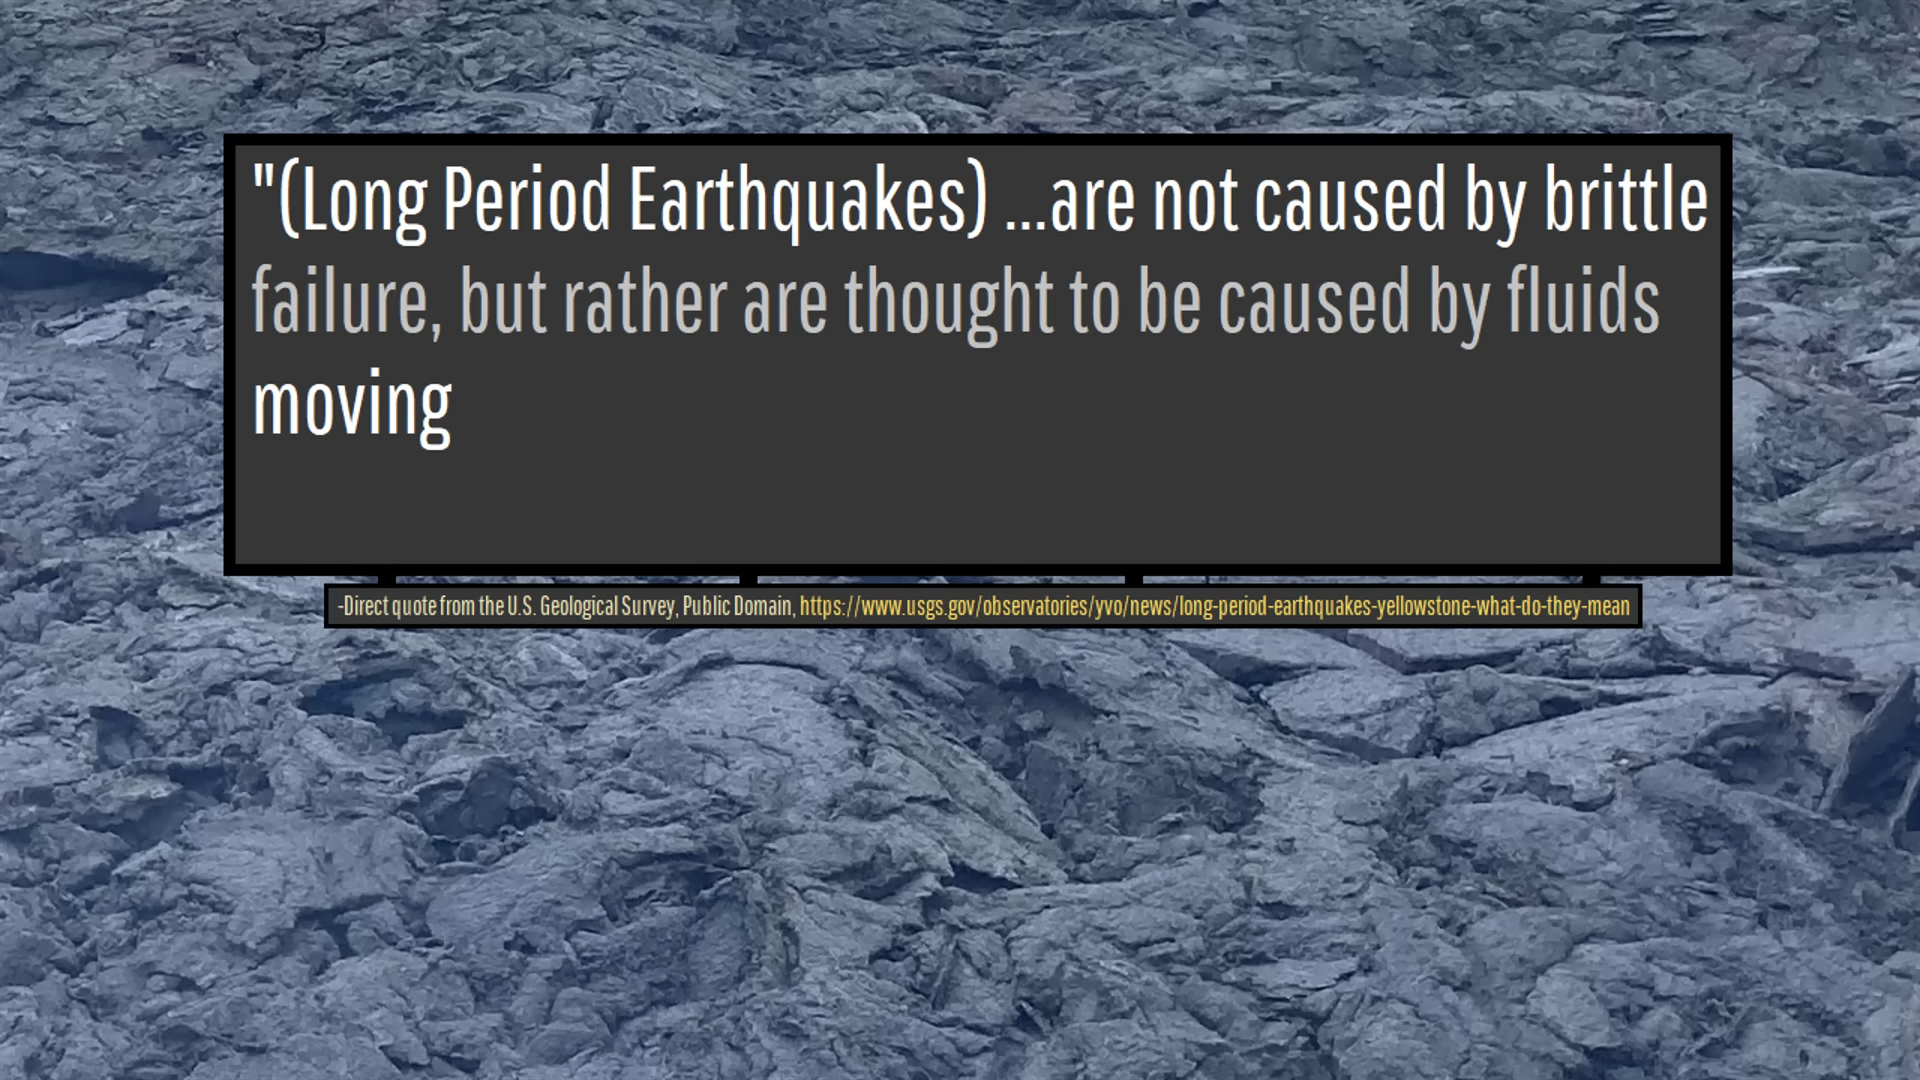 "(Long Period Earthquakes) ...are not caused by brittle
failure, but rather are thought to be caused by fluids
moving
-Direct quote from the U.S. Geological Survey, Public Domain, https://www.usgs.gov/observatories/yvo/news/long-period-earthquakes-yellowstone-what-do-they-mean